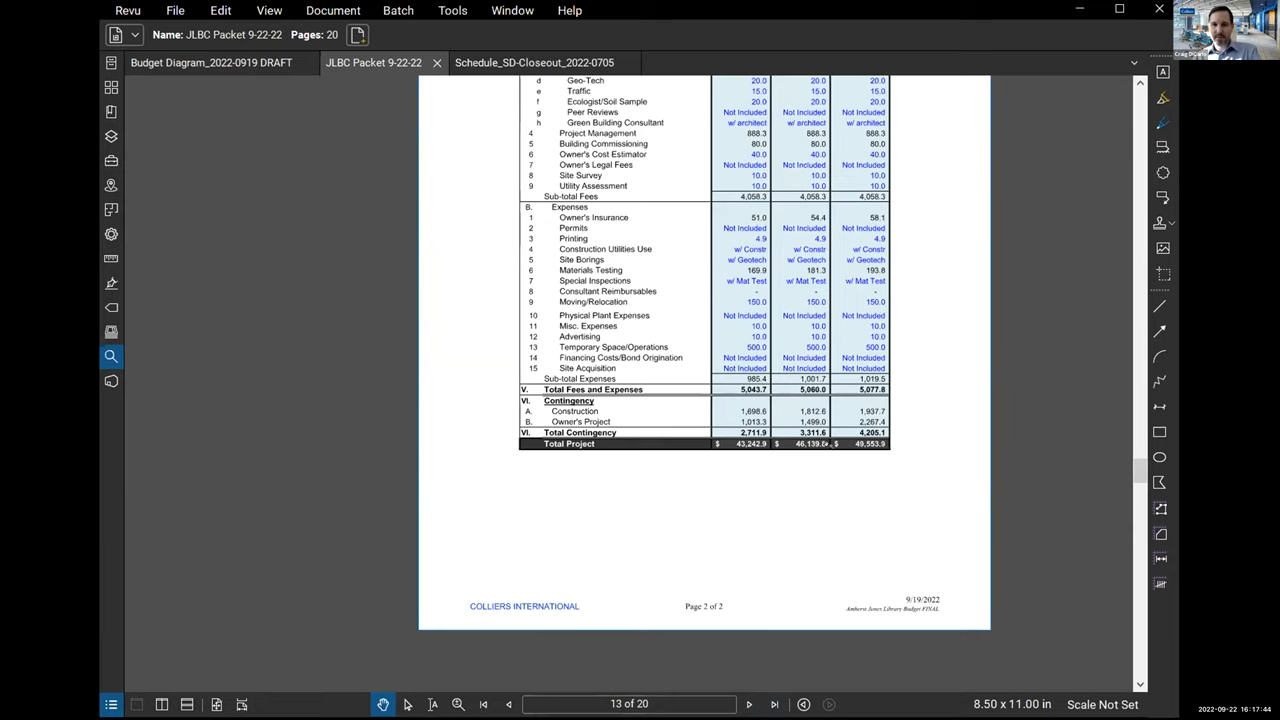 Revu File Edit View Document Batch Tools Window Help
Name: JLBC Packet 9-22-22 Pages: 20
Budget Diagram_2022-0919 DRAFT JLBC Packet 9-22-22 Schedule_SD-Closeout_2022-0705
d Geo-Tech 20.0 20.0 20.0
e Traffic 15.0 15.0 15.0
f Ecologist/Soil Sample 20.0 20.0 20.0
g Peer Reviews Not Included Not Included Not Included
h Green Building Consultant w/ architect w/ architect w/ architect
4 Project Management 888.3 888.3 888.3
5 Building Commissioning 80.0 80.0 80.0
6 Owner's Cost Estimator 40.0 40.0 40.0
7 Owner's Legal Fees Not Included Not Included Not Included
8 Site Survey 10.0 10.0 10.0
9 Utility Assessment 10.0 10.0 10.0
Sub-total Fees 4,058.3 4,058.3 4,058.3
B. Expenses
1 Owner's Insurance 51.0 54.4 58.1
2 Permits Not Included Not Included Not Included
3 Printing 4.9 4.9 4.9
4 Construction Utilities Use w/ Constr w/ Constr w/ Constr
5 Site Borings w/ Geotech w/ Geotech w/ Geotech
6 Materials Testing 169.9 181.3 193.8
7 Special Inspections w/ Mat Test w/ Mat Test w/ Mat Test
8 Consultant Reimbursables - - -
9 Moving/Relocation 150.0 150.0 150.0
10 Physical Plant Expenses Not Included Not Included Not Included
11 Misc. Expenses 10.0 10.0 10.0
12 Advertising 10.0 10.0 10.0
13 Temporary Space/Operations 500.0 500.0 500.0
14 Financing Costs/Bond Origination Not Included Not Included Not Included
15 Site Acquisition Not Included Not Included Not Included
Sub-total Expenses 985.4 1,001.7 1,019.5
V. Total Fees and Expenses 5,043.7 5,060.0 5,077.8
VI. Contingency
A. Construction 1,698.6 1,812.6 1,937.7
B. Owner's Project 1,013.3 1,499.0 2,267.4
VI. Total Contingency 2,711.9 3,311.6 4,205.1
Total Project $ 43,242.9 $ 46,139.8 $ 49,553.9
9/19/2022
COLLIERS INTERNATIONAL Page 2 of 2 Amherst Jones Library Budget FINAL
13 of 20 8.50 x 11.00 in Scale Not Set
2022-09-22 16:17:44
Colliers